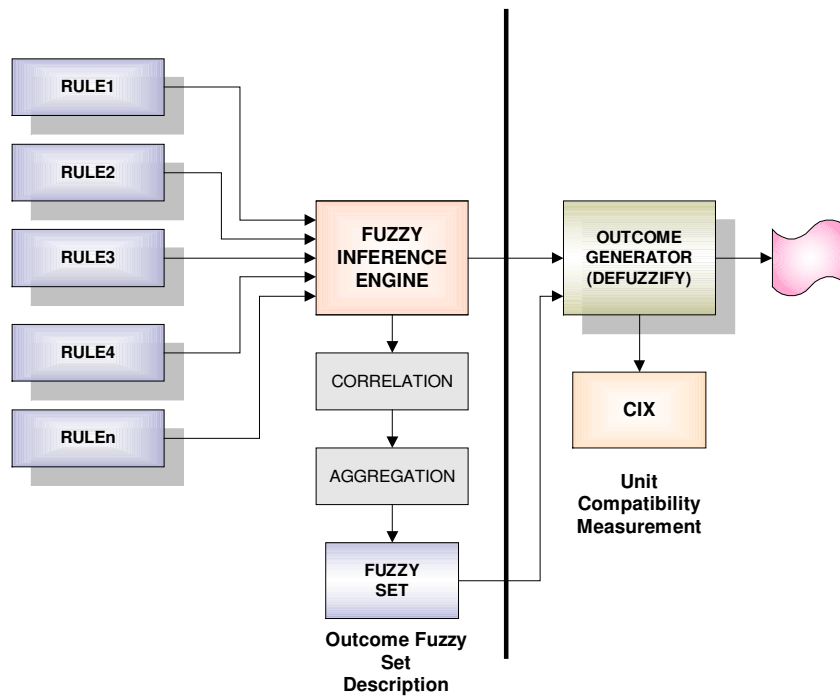 RULE1
RULE2
RULE3
RULE4
RULEn
FUZZY
INFERENCE
ENGINE
CORRELATION
AGGREGATION
FUZZY
SET
Outcome Fuzzy
Set
Description
OUTCOME
GENERATOR
(DEFUZZIFY)
CIX
Unit
Compatibility
Measurement